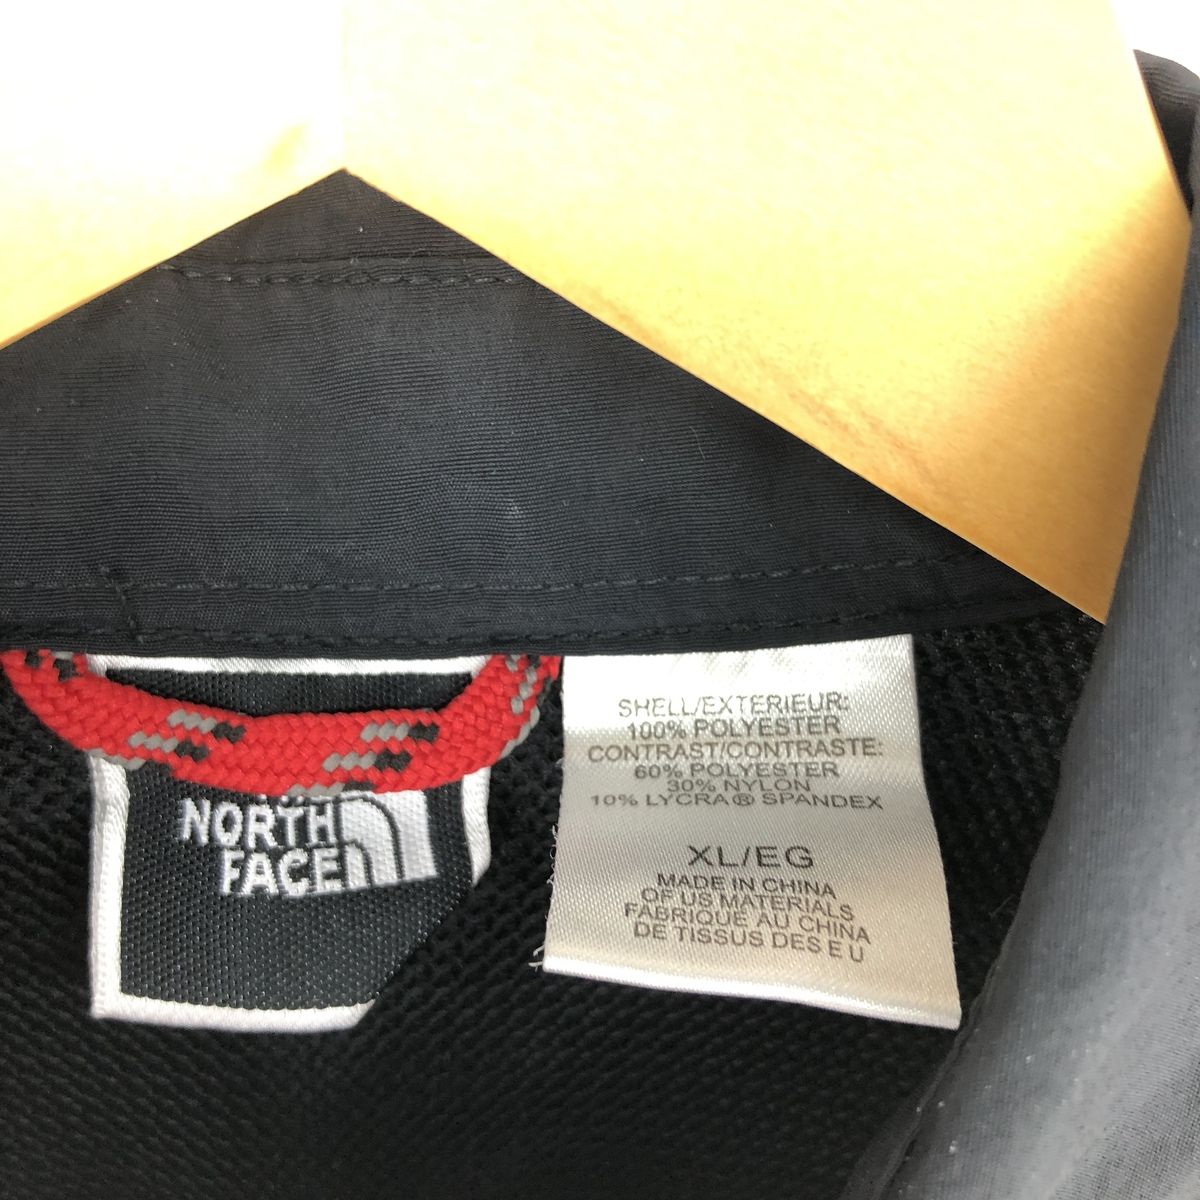 NORTH
FACE
SHELL/EXTERIEUR:
100% POLYESTER
CONTRAST/CONTRASTE:
60% POLYESTER
30% NYLON
10% LYCRA® SPANDEX
XL/EG
MADE IN CHINA
OF US MATERIALS
FABRIQUE AU CHINA
DE TISSUS DES E U